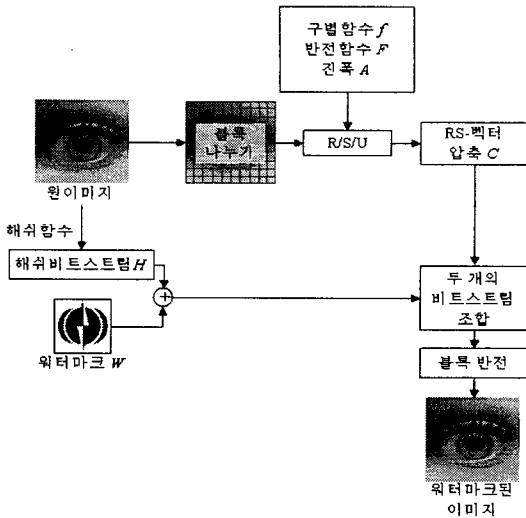 구별함수 f
반전함수 F
진폭 A
블록
나누기
R/S/U
RS-벡터
압축 C
원이미지
해쉬함수
해쉬비트스트림 H
두 개의
비트스트림
조합
워터마크 W
블록 반전
워터마크된
이미지